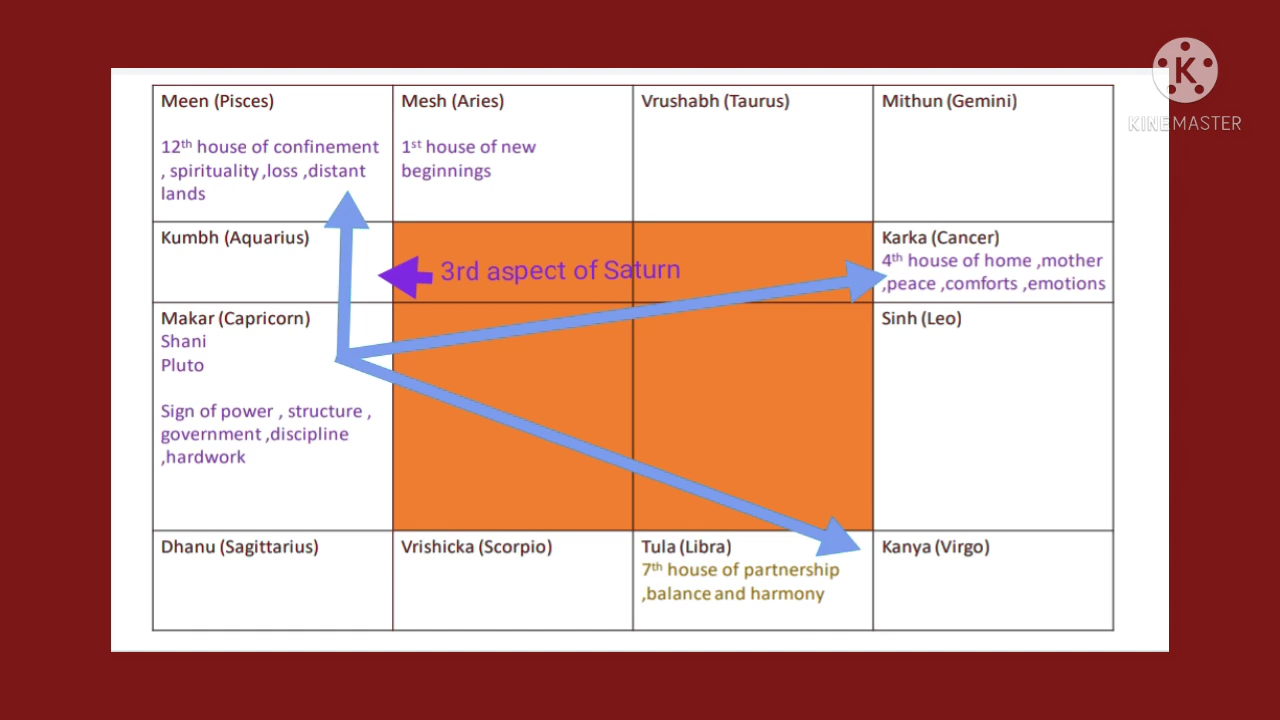 Meen (Pisces)
12th house of confinement
, spirituality ,loss ,distant
lands
Mesh (Aries)
1st house of new
beginnings
Vrushabh (Taurus)
Mithun (Gemini)
K
KINEMASTER
Kumbh (Aquarius)
3rd aspect of Saturn
Karka (Cancer)
4th house of home ,mother
,peace ,comforts ,emotions
Makar (Capricorn)
Shani
Pluto
Sign of power , structure ,
government ,discipline
,hardwork
Sinh (Leo)
Dhanu (Sagittarius)
Vrishicka (Scorpio)
Tula (Libra)
7th house of partnership
,balance and harmony
Kanya (Virgo)